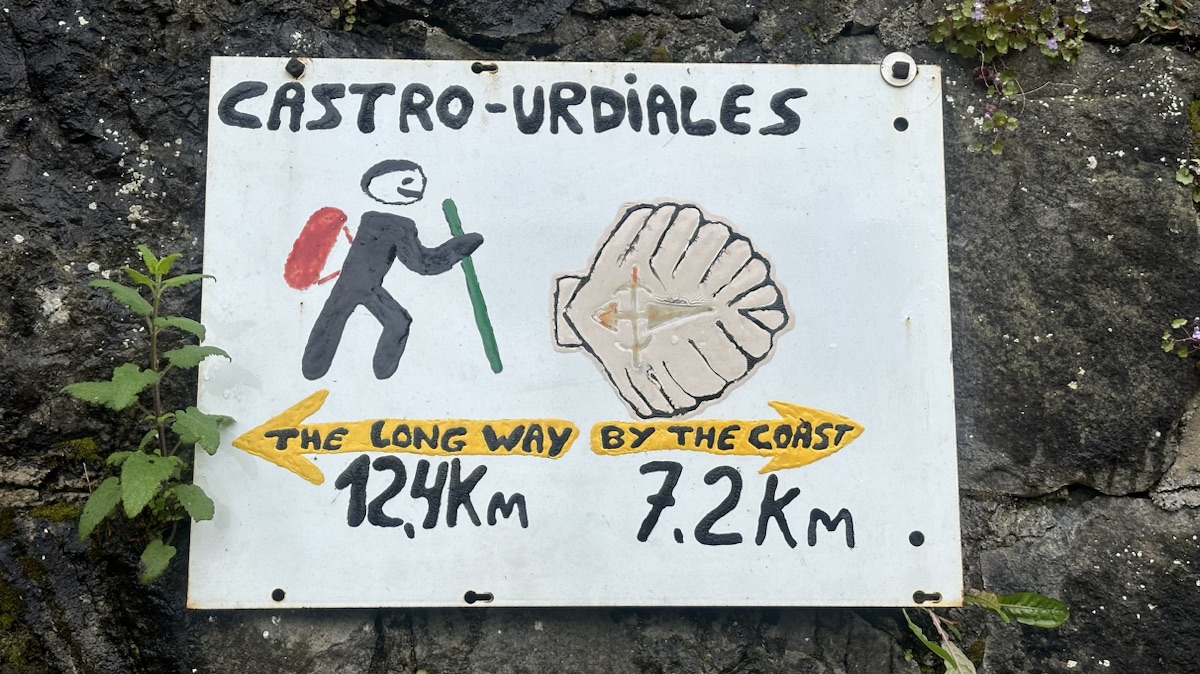 CASTRO-URDIALES
THE LONG WAY
BY THE COAST
12,4Km
7.2Km